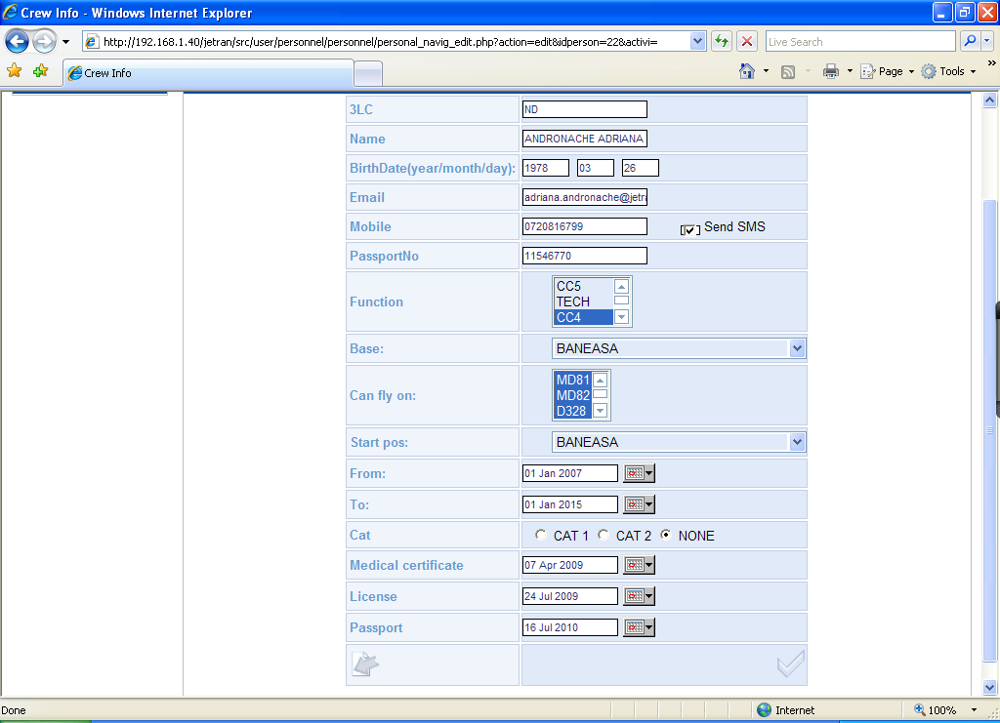 Crew Info - Windows Internet Explorer
http://192.168.1.40/jetran/src/user/personnel/personnel/personal_navig_edit.php?action=edit&idperson=22&activi=
Live Search
Crew Info
Page
Tools
3LC ND
Name ANDRONACHE ADRIANA
BirthDate(year/month/day): 1978 03 26
Email adriana.andronache@jetra
Mobile 0720816799 Send SMS
PassportNo 11546770
Function
CC5
TECH
CC4
Base: BANEASA
Can fly on:
MD81
MD82
D328
Start pos: BANEASA
From: 01 Jan 2007
To: 01 Jan 2015
Cat CAT 1 CAT 2 NONE
Medical certificate 07 Apr 2009
License 24 Jul 2009
Passport 16 Jul 2010
Done
Internet
100%